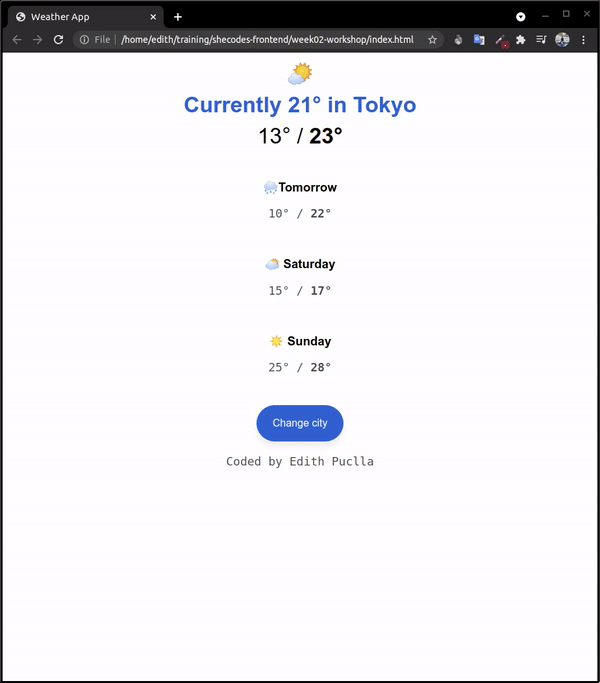 Weather App
File | /home/edith/training/shecodes-frontend/week02-workshop/index.html
Currently 21° in Tokyo
13° / 23°
Tomorrow
10° / 22°
Saturday
15° / 17°
Sunday
25° / 28°
Change city
Coded by Edith Puclla